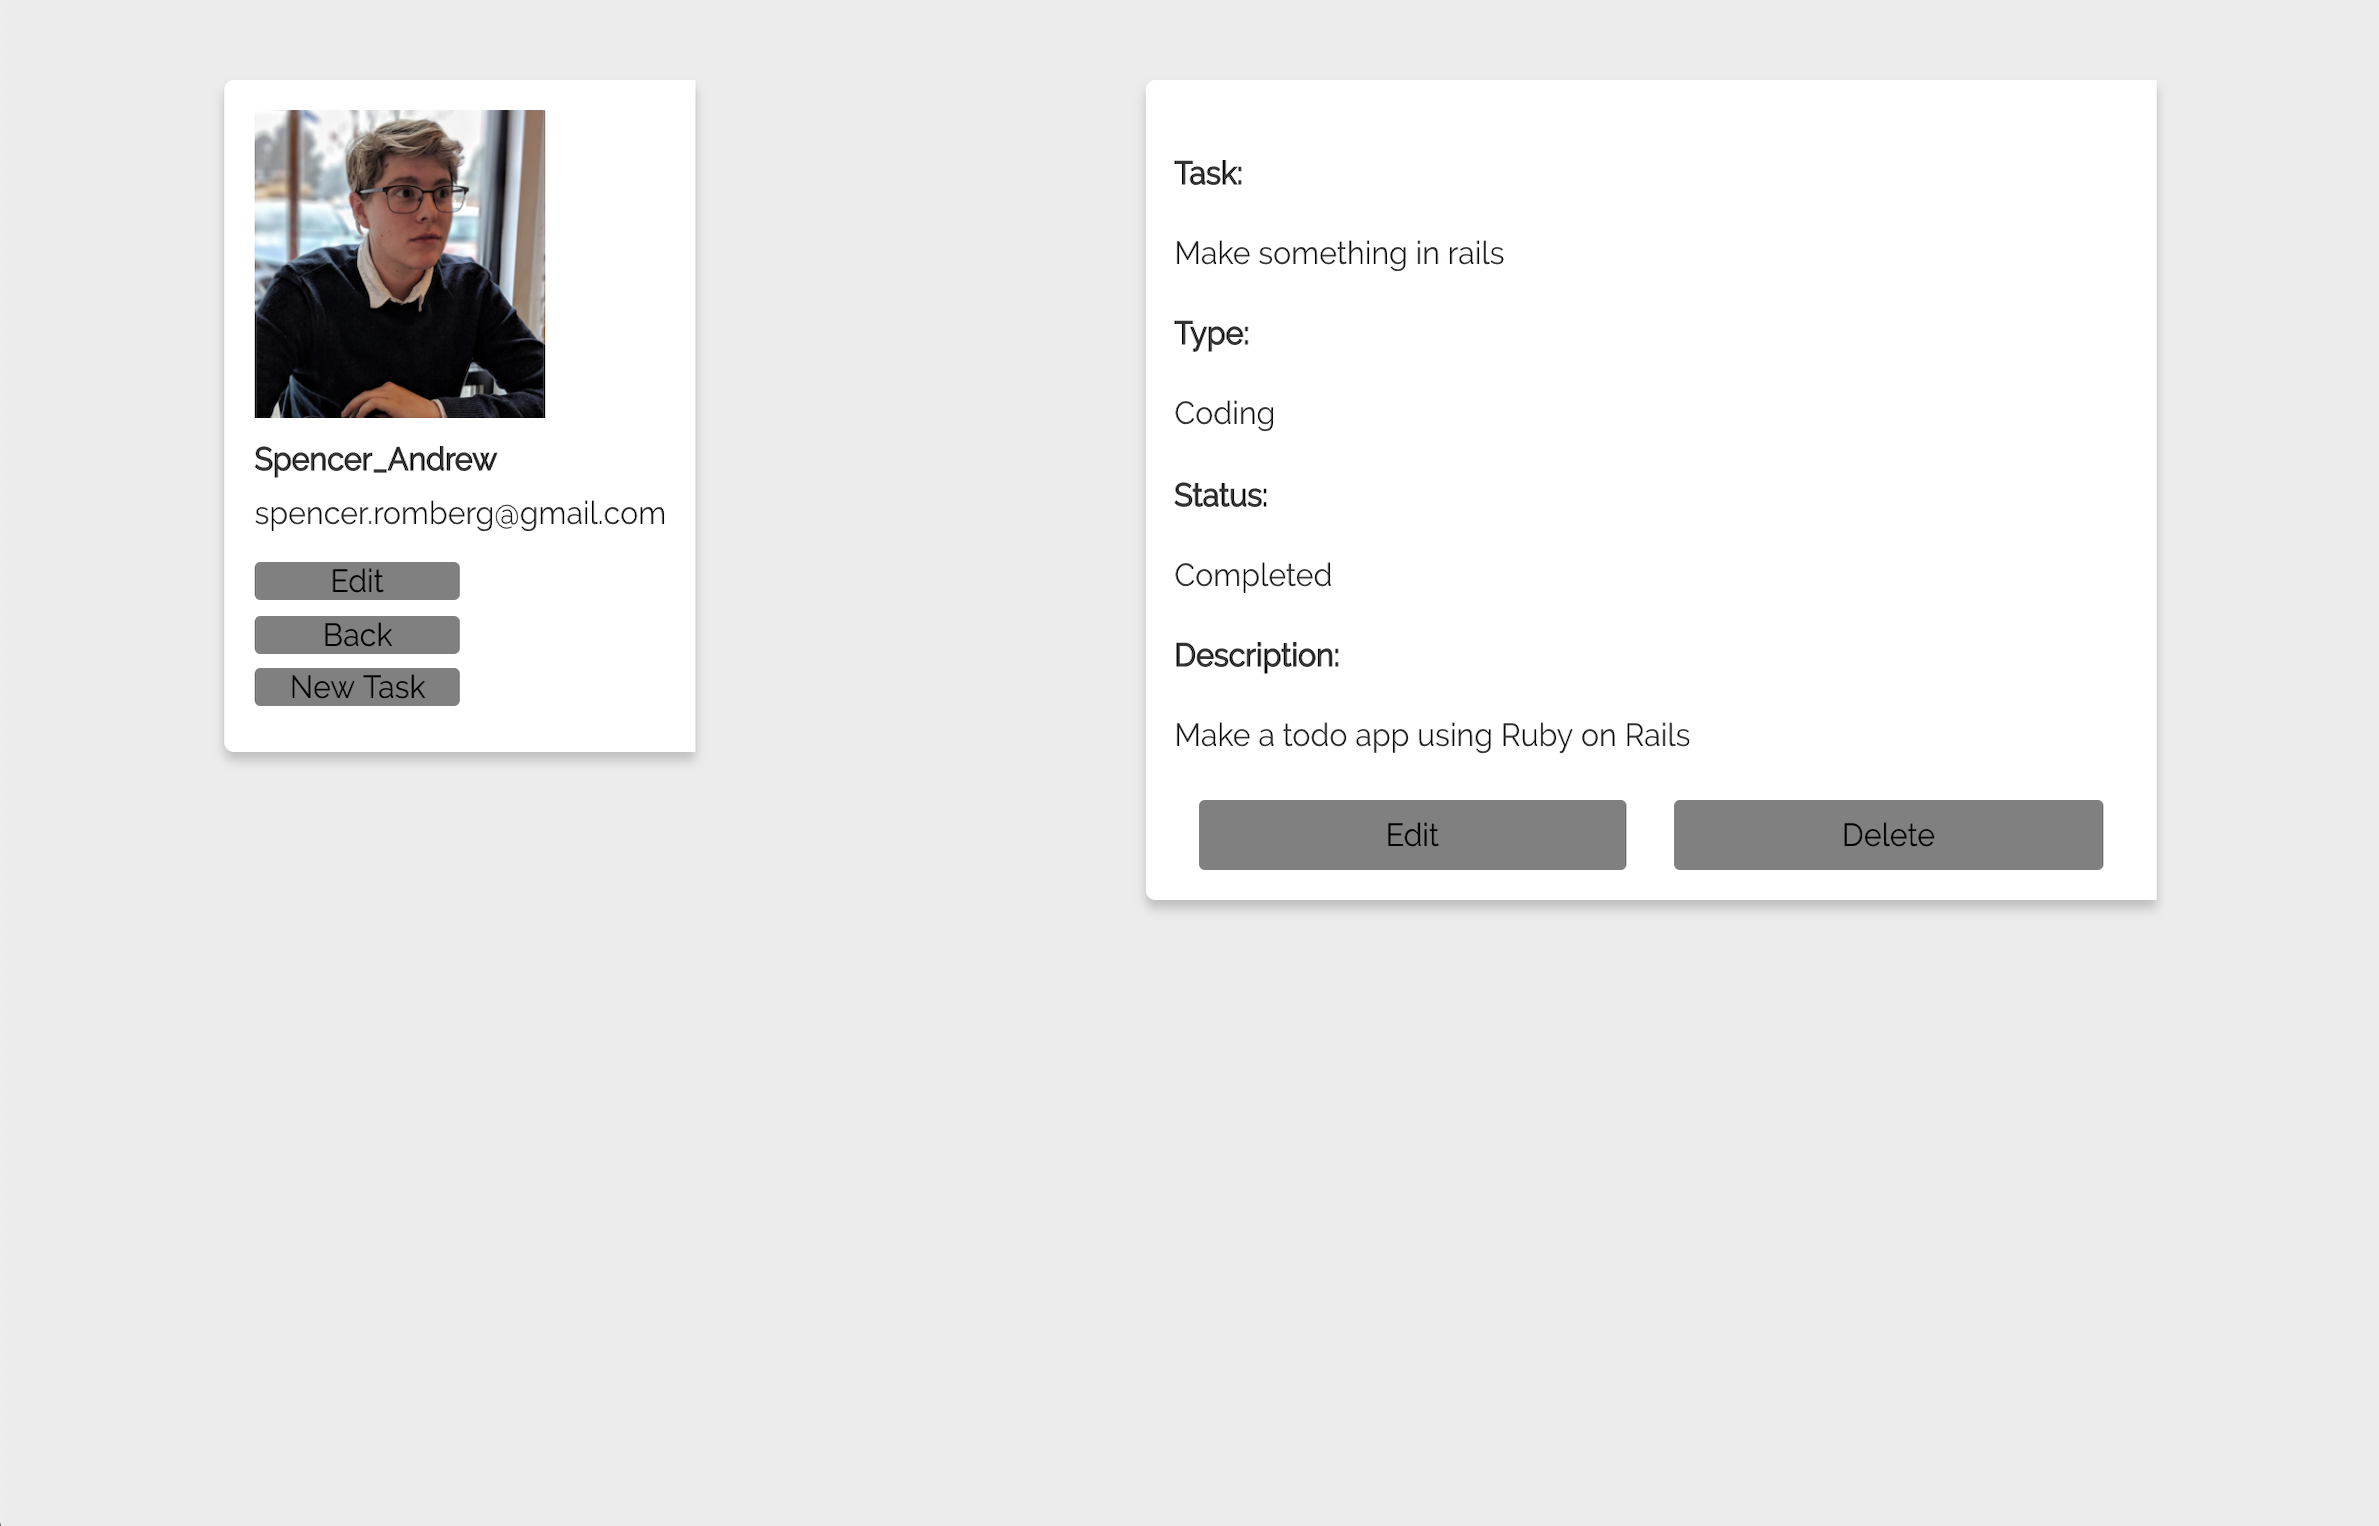 Spencer_Andrew
spencer.romberg@gmail.com
Edit
Back
New Task
Task:
Make something in rails
Type:
Coding
Status:
Completed
Description:
Make a todo app using Ruby on Rails
Edit
Delete